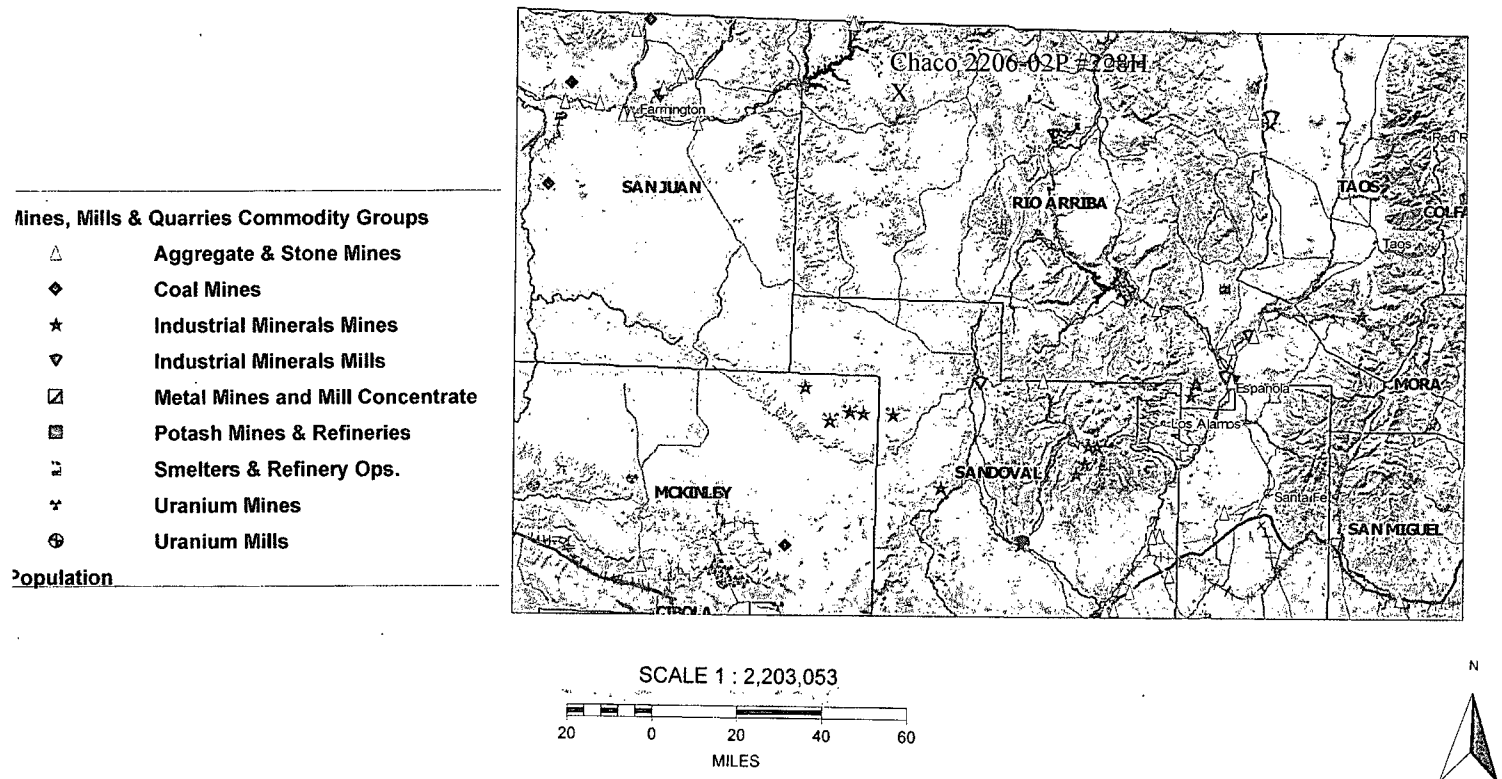 Chaco 2206-02P #228H
X
Farmington
Red R
SAN JUAN
TAOS
RIO ARRIBA
COLFA
Taos
Mines, Mills & Quarries Commodity Groups
Aggregate & Stone Mines
Coal Mines
Industrial Minerals Mines
Industrial Minerals Mills
Metal Mines and Mill Concentrate
Potash Mines & Refineries
Smelters & Refinery Ops.
Uranium Mines
Uranium Mills
Population
MORA
Española
Los Alamos
SANDOVAL
MCKINLEY
Santa Fe
SAN MIGUEL
CIBOLA
SCALE 1 : 2,203,053
20 0 20 40 60
MILES
N